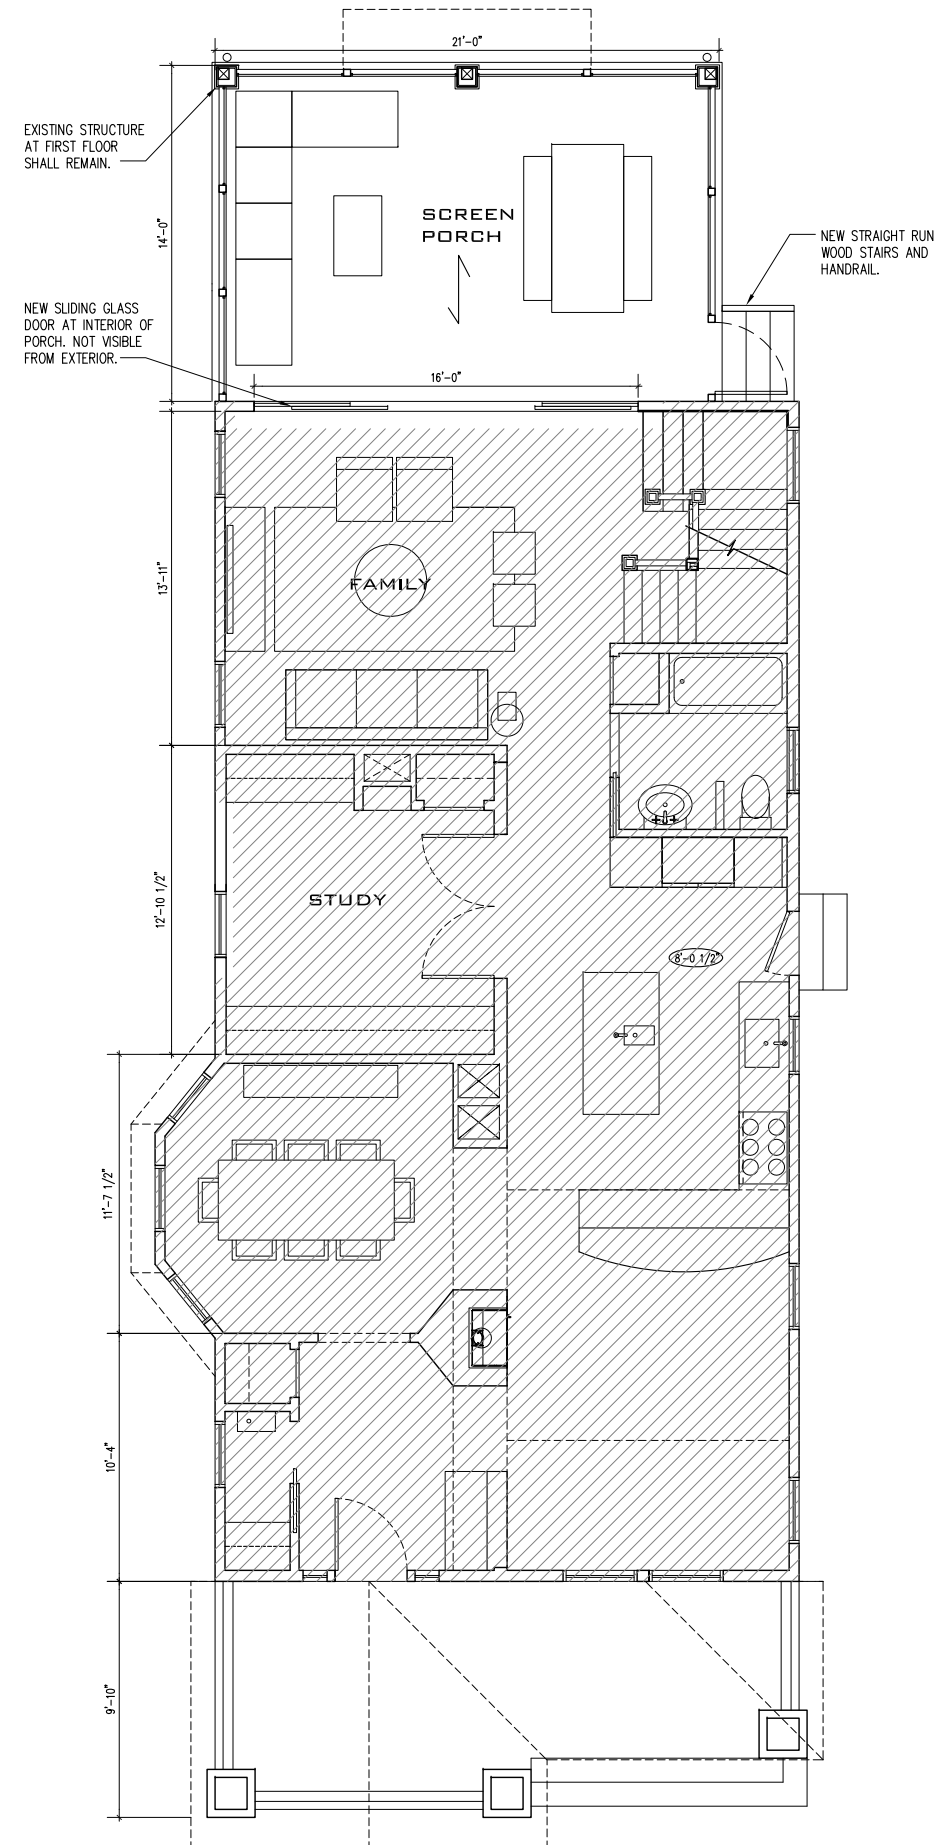 21'-0"
EXISTING STRUCTURE
AT FIRST FLOOR
SHALL REMAIN.
14'-0"
SCREEN
PORCH
NEW STRAIGHT RUN
WOOD STAIRS AND
HANDRAIL.
NEW SLIDING GLASS
DOOR AT INTERIOR OF
PORCH. NOT VISIBLE
FROM EXTERIOR.
16'-0"
13'-11"
FAMILY
12'-10 1/2"
STUDY
8'-0 1/2"
11'-7 1/2"
10'-4"
9'-10"